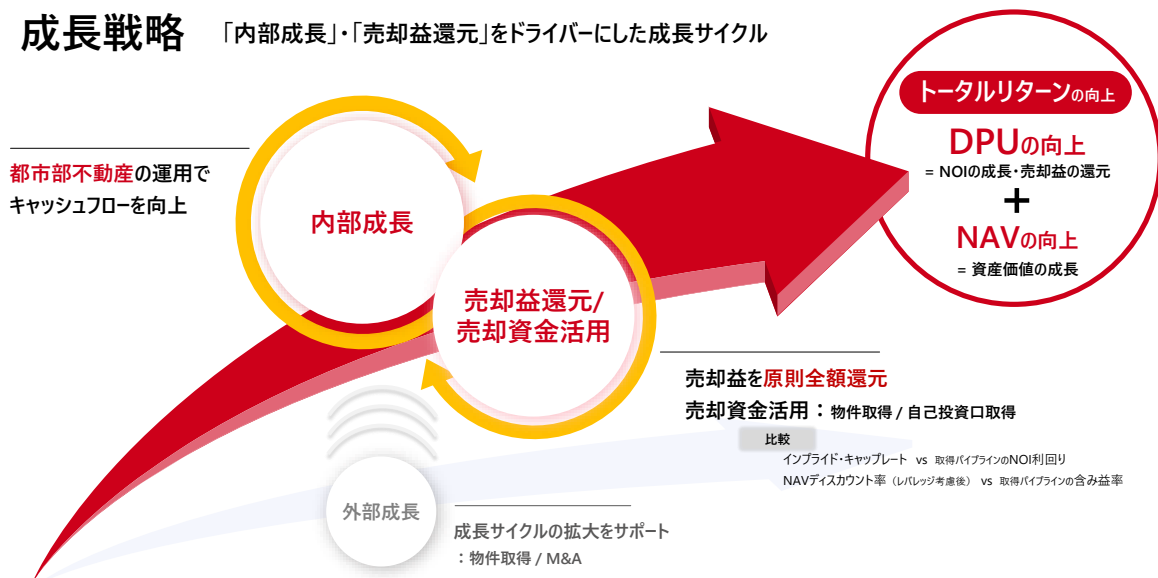 成長戦略 「内部成長」・「売却益還元」をドライバーにした成長サイクル
トータルリターンの向上
DPUの向上
= NOIの成長・売却益の還元
+
NAVの向上
= 資産価値の成長
都市部不動産の運用で
キャッシュフローを向上
内部成長
売却益還元/
売却資金活用
売却益を原則全額還元
売却資金活用：物件取得 / 自己投資口取得
比較
インプライド・キャップレート vs 取得パイプラインのNOI利回り
NAVディスカウント率（レバレッジ考慮後） vs 取得パイプラインの含み益率
外部成長
成長サイクルの拡大をサポート
：物件取得 / M&A